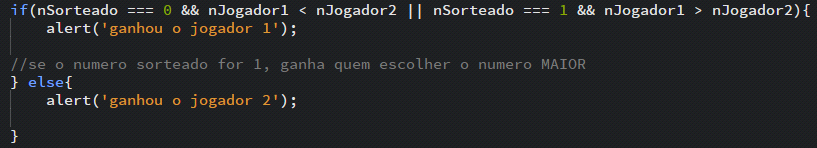 if(nSorteado === 0 && nJogador1 < nJogador2 || nSorteado === 1 && nJogador1 > nJogador2){
    alert('ganhou o jogador 1');
//se o numero sorteado for 1, ganha quem escolher o numero MAIOR
} else{
    alert('ganhou o jogador 2');
}